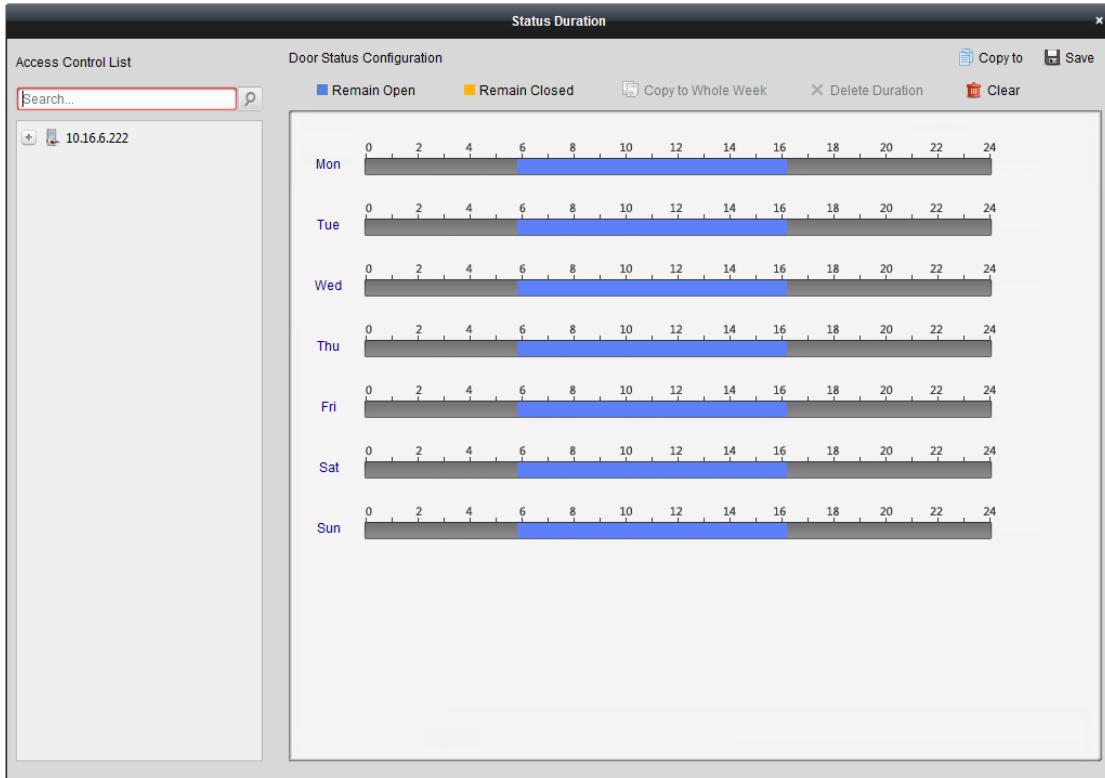 Status Duration
Access Control List
Search...
10.16.6.222
Door Status Configuration
Copy to
Save
Remain Open
Remain Closed
Copy to Whole Week
Delete Duration
Clear
0 2 4 6 8 10 12 14 16 18 20 22 24
Mon
0 2 4 6 8 10 12 14 16 18 20 22 24
Tue
0 2 4 6 8 10 12 14 16 18 20 22 24
Wed
0 2 4 6 8 10 12 14 16 18 20 22 24
Thu
0 2 4 6 8 10 12 14 16 18 20 22 24
Fri
0 2 4 6 8 10 12 14 16 18 20 22 24
Sat
0 2 4 6 8 10 12 14 16 18 20 22 24
Sun